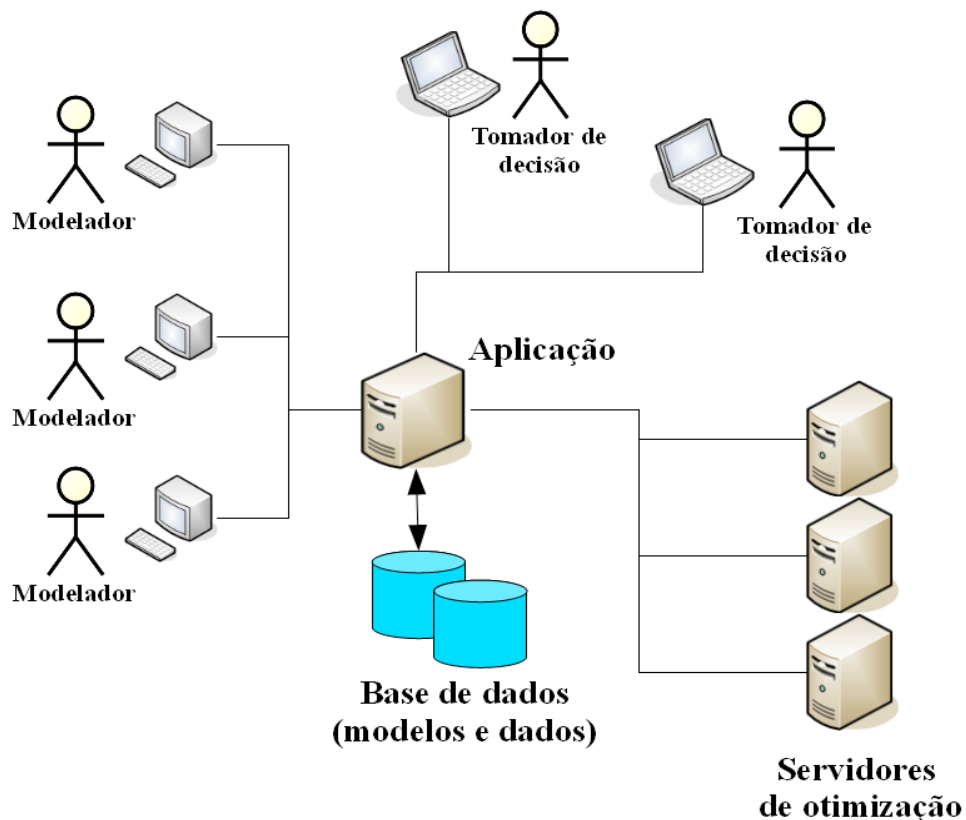 Tomador de
decisão
Tomador de
decisão
Modelador
Modelador
Modelador
Aplicação
Base de dados
(modelos e dados)
Servidores
de otimização